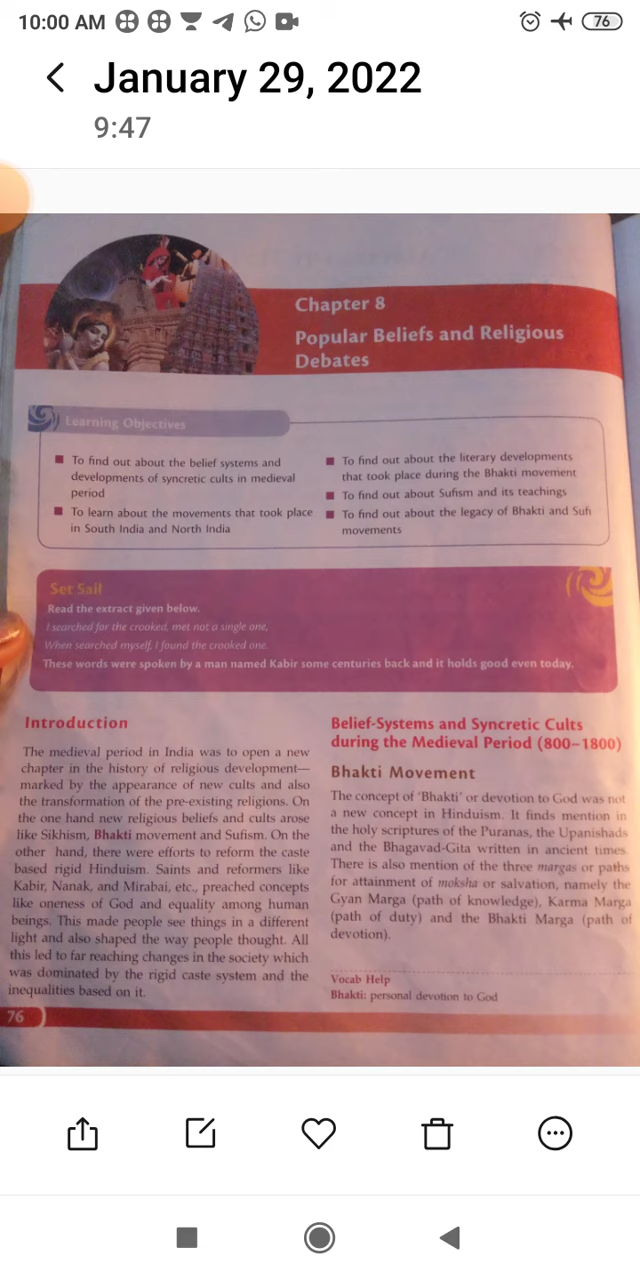 10:00 AM
76
January 29, 2022
9:47
Chapter 8
Popular Beliefs and Religious
Debates
Learning Objectives
To find out about the belief systems and
developments of syncretic cults in medieval
period
To learn about the movements that took place
in South India and North India
To find out about the literary developments
that took place during the Bhakti movement
To find out about Sufism and its teachings
To find out about the legacy of Bhakti and Sufi
movements
Set Sail
Read the extract given below.
I searched for the crooked, met not a single one,
When searched myself, I found the crooked one.
These words were spoken by a man named Kabir some centuries back and it holds good even today.
Introduction
The medieval period in India was to open a new
chapter in the history of religious development—
marked by the appearance of new cults and also
the transformation of the pre-existing religions. On
the one hand new religious beliefs and cults arose
like Sikhism, Bhakti movement and Sufism. On the
other hand, there were efforts to reform the caste
based rigid Hinduism. Saints and reformers like
Kabir, Nanak, and Mirabai, etc., preached concepts
like oneness of God and equality among human
beings. This made people see things in a different
light and also shaped the way people thought. All
this led to far reaching changes in the society which
was dominated by the rigid caste system and the
inequalities based on it.
Belief-Systems and Syncretic Cults
during the Medieval Period (800–1800)
Bhakti Movement
The concept of 'Bhakti' or devotion to God was not
a new concept in Hinduism. It finds mention in
the holy scriptures of the Puranas, the Upanishads
and the Bhagavad-Gita written in ancient times.
There is also mention of the three margas or paths
for attainment of moksha or salvation, namely the
Gyan Marga (path of knowledge), Karma Marga
(path of duty) and the Bhakti Marga (path of
devotion).
Vocab Help
Bhakti: personal devotion to God
76